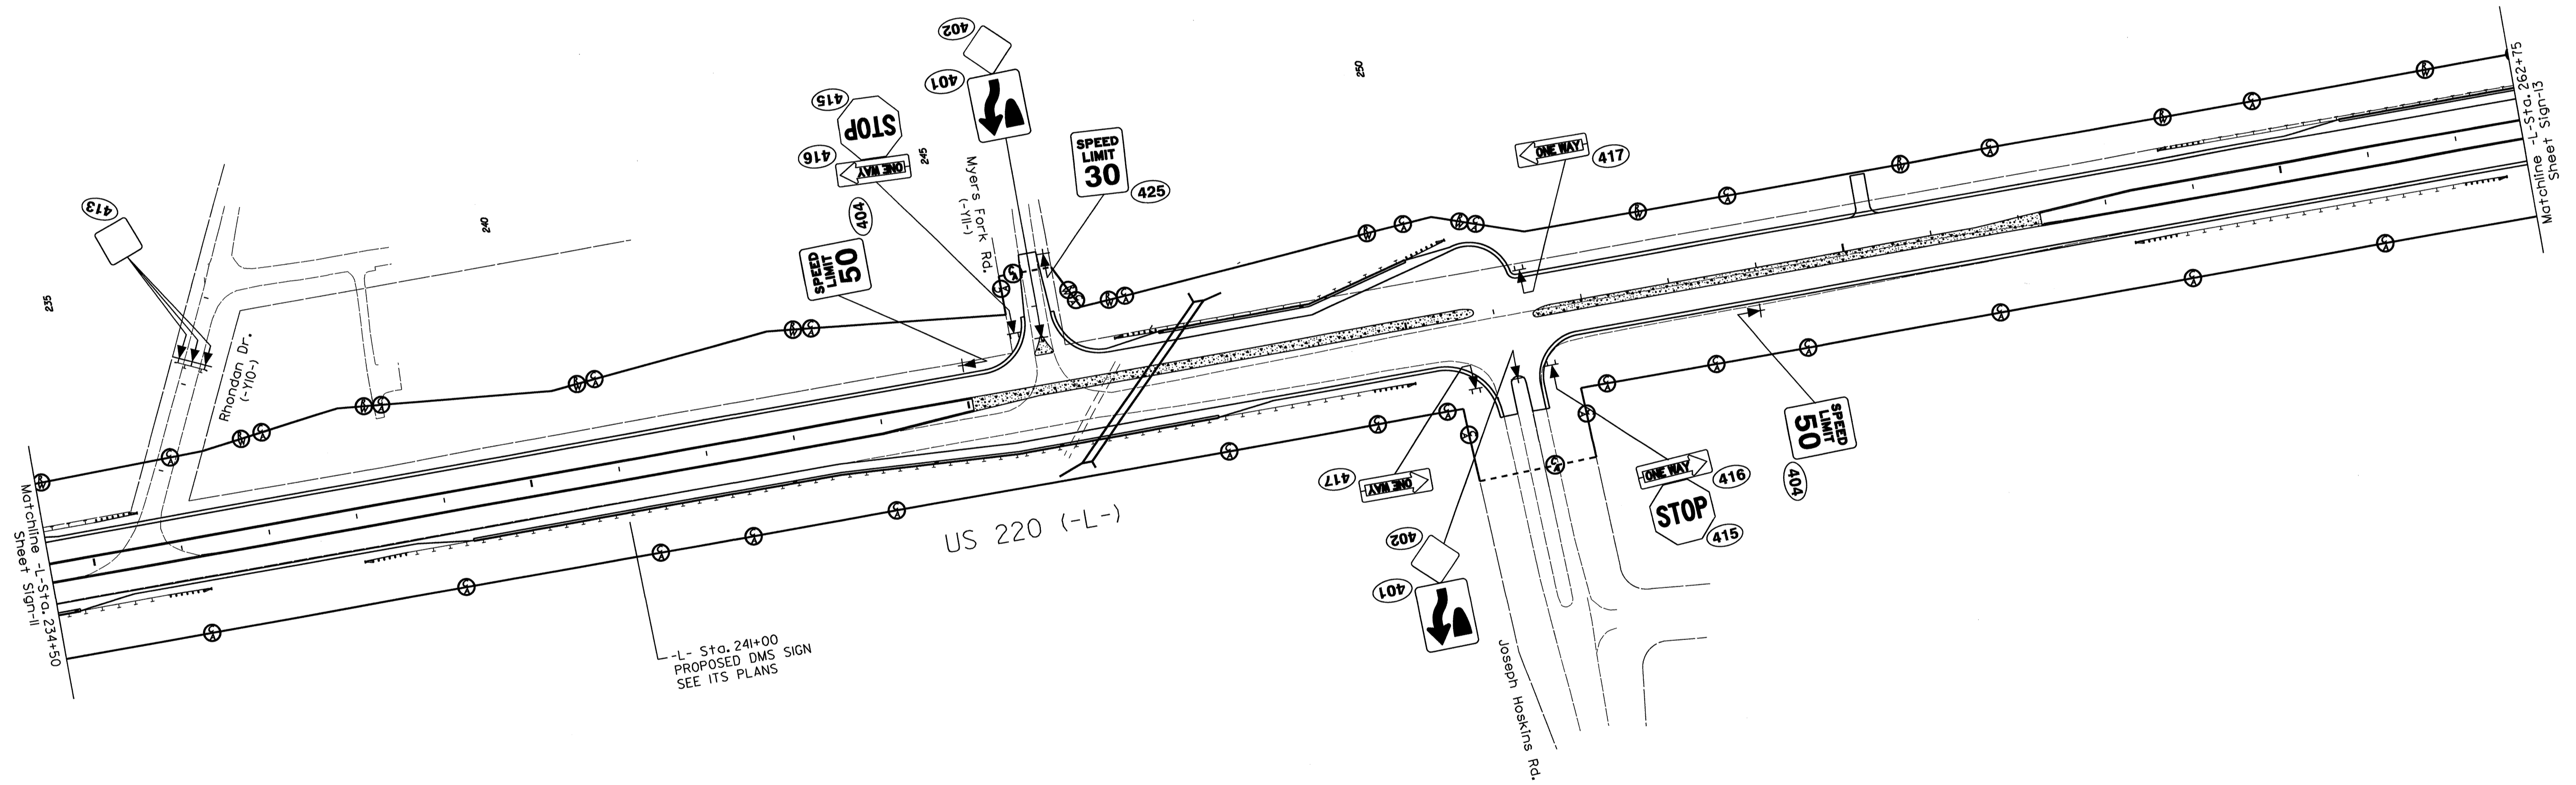 402
401
415
STOP
416
ONE WAY
245
250
Myers Fork Rd.
(-Y11-)
SPEED
LIMIT
30
425
404
SPEED
LIMIT
50
ONE WAY
417
413
240
235
Rhondan Dr.
(-Y10-)
Matchline -L-Sta. 262+75
Sheet Sign-13
Matchline -L-Sta. 234+50
Sheet Sign-11
US 220 (-L-)
-L- Sta. 241+00
PROPOSED DMS SIGN
SEE ITS PLANS
417
ONE WAY
402
401
ONE WAY
416
STOP
415
SPEED
LIMIT
50
404
Joseph Hoskins Rd.